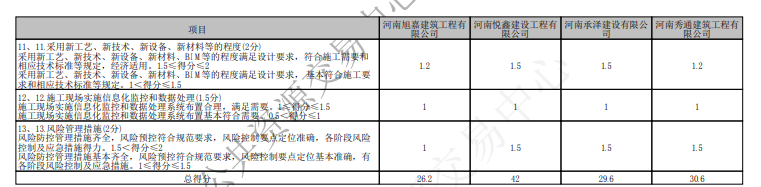 项目 河南旭嘉建筑工程有限公司 河南悦鑫建设工程有限公司 河南承泽建设有限公司 河南秀通建筑工程有限公司
11、11.采用新工艺、新技术、新设备、新材料等的程度(2分)
采用新工艺、新技术、新设备、新材料、BIM等的程度满足设计要求，符合施工需要和
相应技术标准等规定，经济适用。1.5≤得分≤2
采用新工艺、新技术、新设备、新材料、BIM等的程度满足设计要求，基本符合施工要
求和相应技术标准等规定。1≤得分≤1.5
1.2 1.5 1.5 1.2
12、12.施工现场实施信息化监控和数据处理(1.5分)
施工现场实施信息化监控和数据处理系统布置合理，满足需要。1≤得分≤1.5
施工现场实施信息化监控和数据处理系统布置基本符合需要。0.5≤得分≤1
1 1 1 1
13、13.风险管理措施(2分)
风险防控管理措施齐全，风险预控符合规范要求，风险控制要点定位准确，各阶段风险
控制及应急措施得力。1.5≤得分≤2
风险防控管理措施基本齐全，风险预控符合规范要求，风险控制要点定位基本准确，有
各阶段风险控制及应急措施。1≤得分≤1.5
1 1.5 1.5 1.5
总得分 26.2 42 29.6 30.6
公共资源交易中心
交易中心